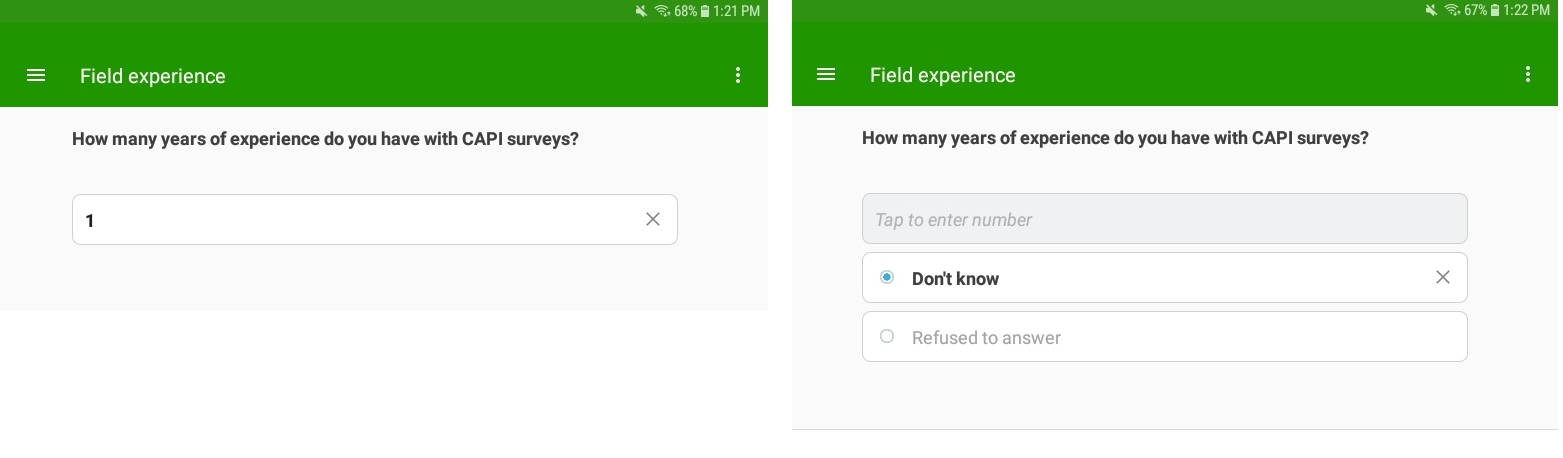 68% 1:21 PM
Field experience
How many years of experience do you have with CAPI surveys?
1
67% 1:22 PM
Field experience
How many years of experience do you have with CAPI surveys?
Tap to enter number
Don't know
Refused to answer